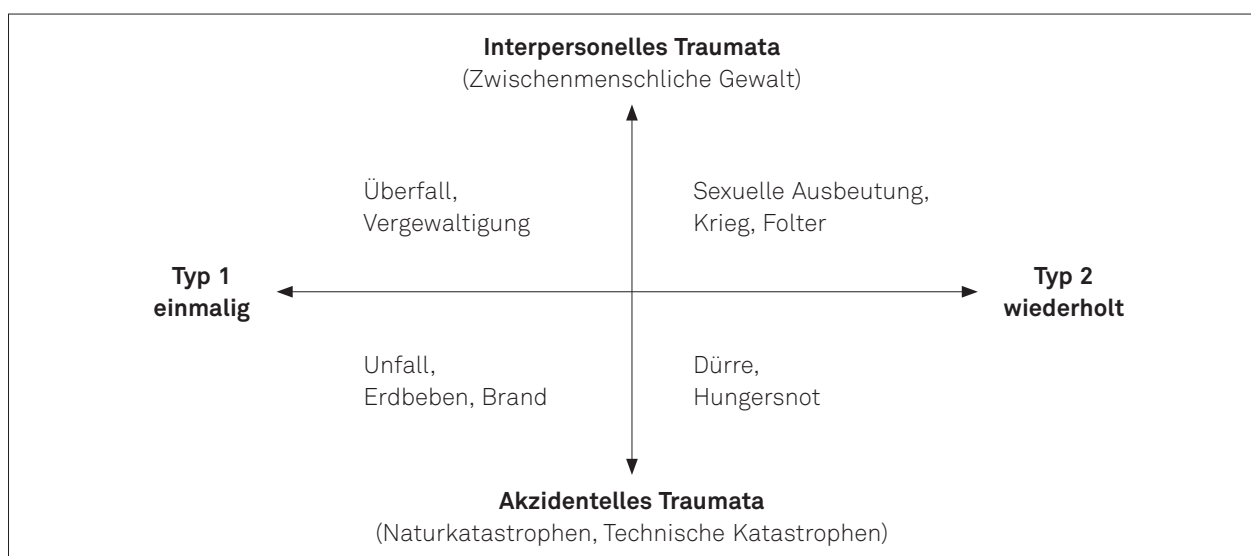 Interpersonelles Traumata
(Zwischenmenschliche Gewalt)
Überfall,
Vergewaltigung
Sexuelle Ausbeutung,
Krieg, Folter
Typ 1
einmalig
Typ 2
wiederholt
Unfall,
Erdbeben, Brand
Dürre,
Hungersnot
Akzidentelles Traumata
(Naturkatastrophen, Technische Katastrophen)